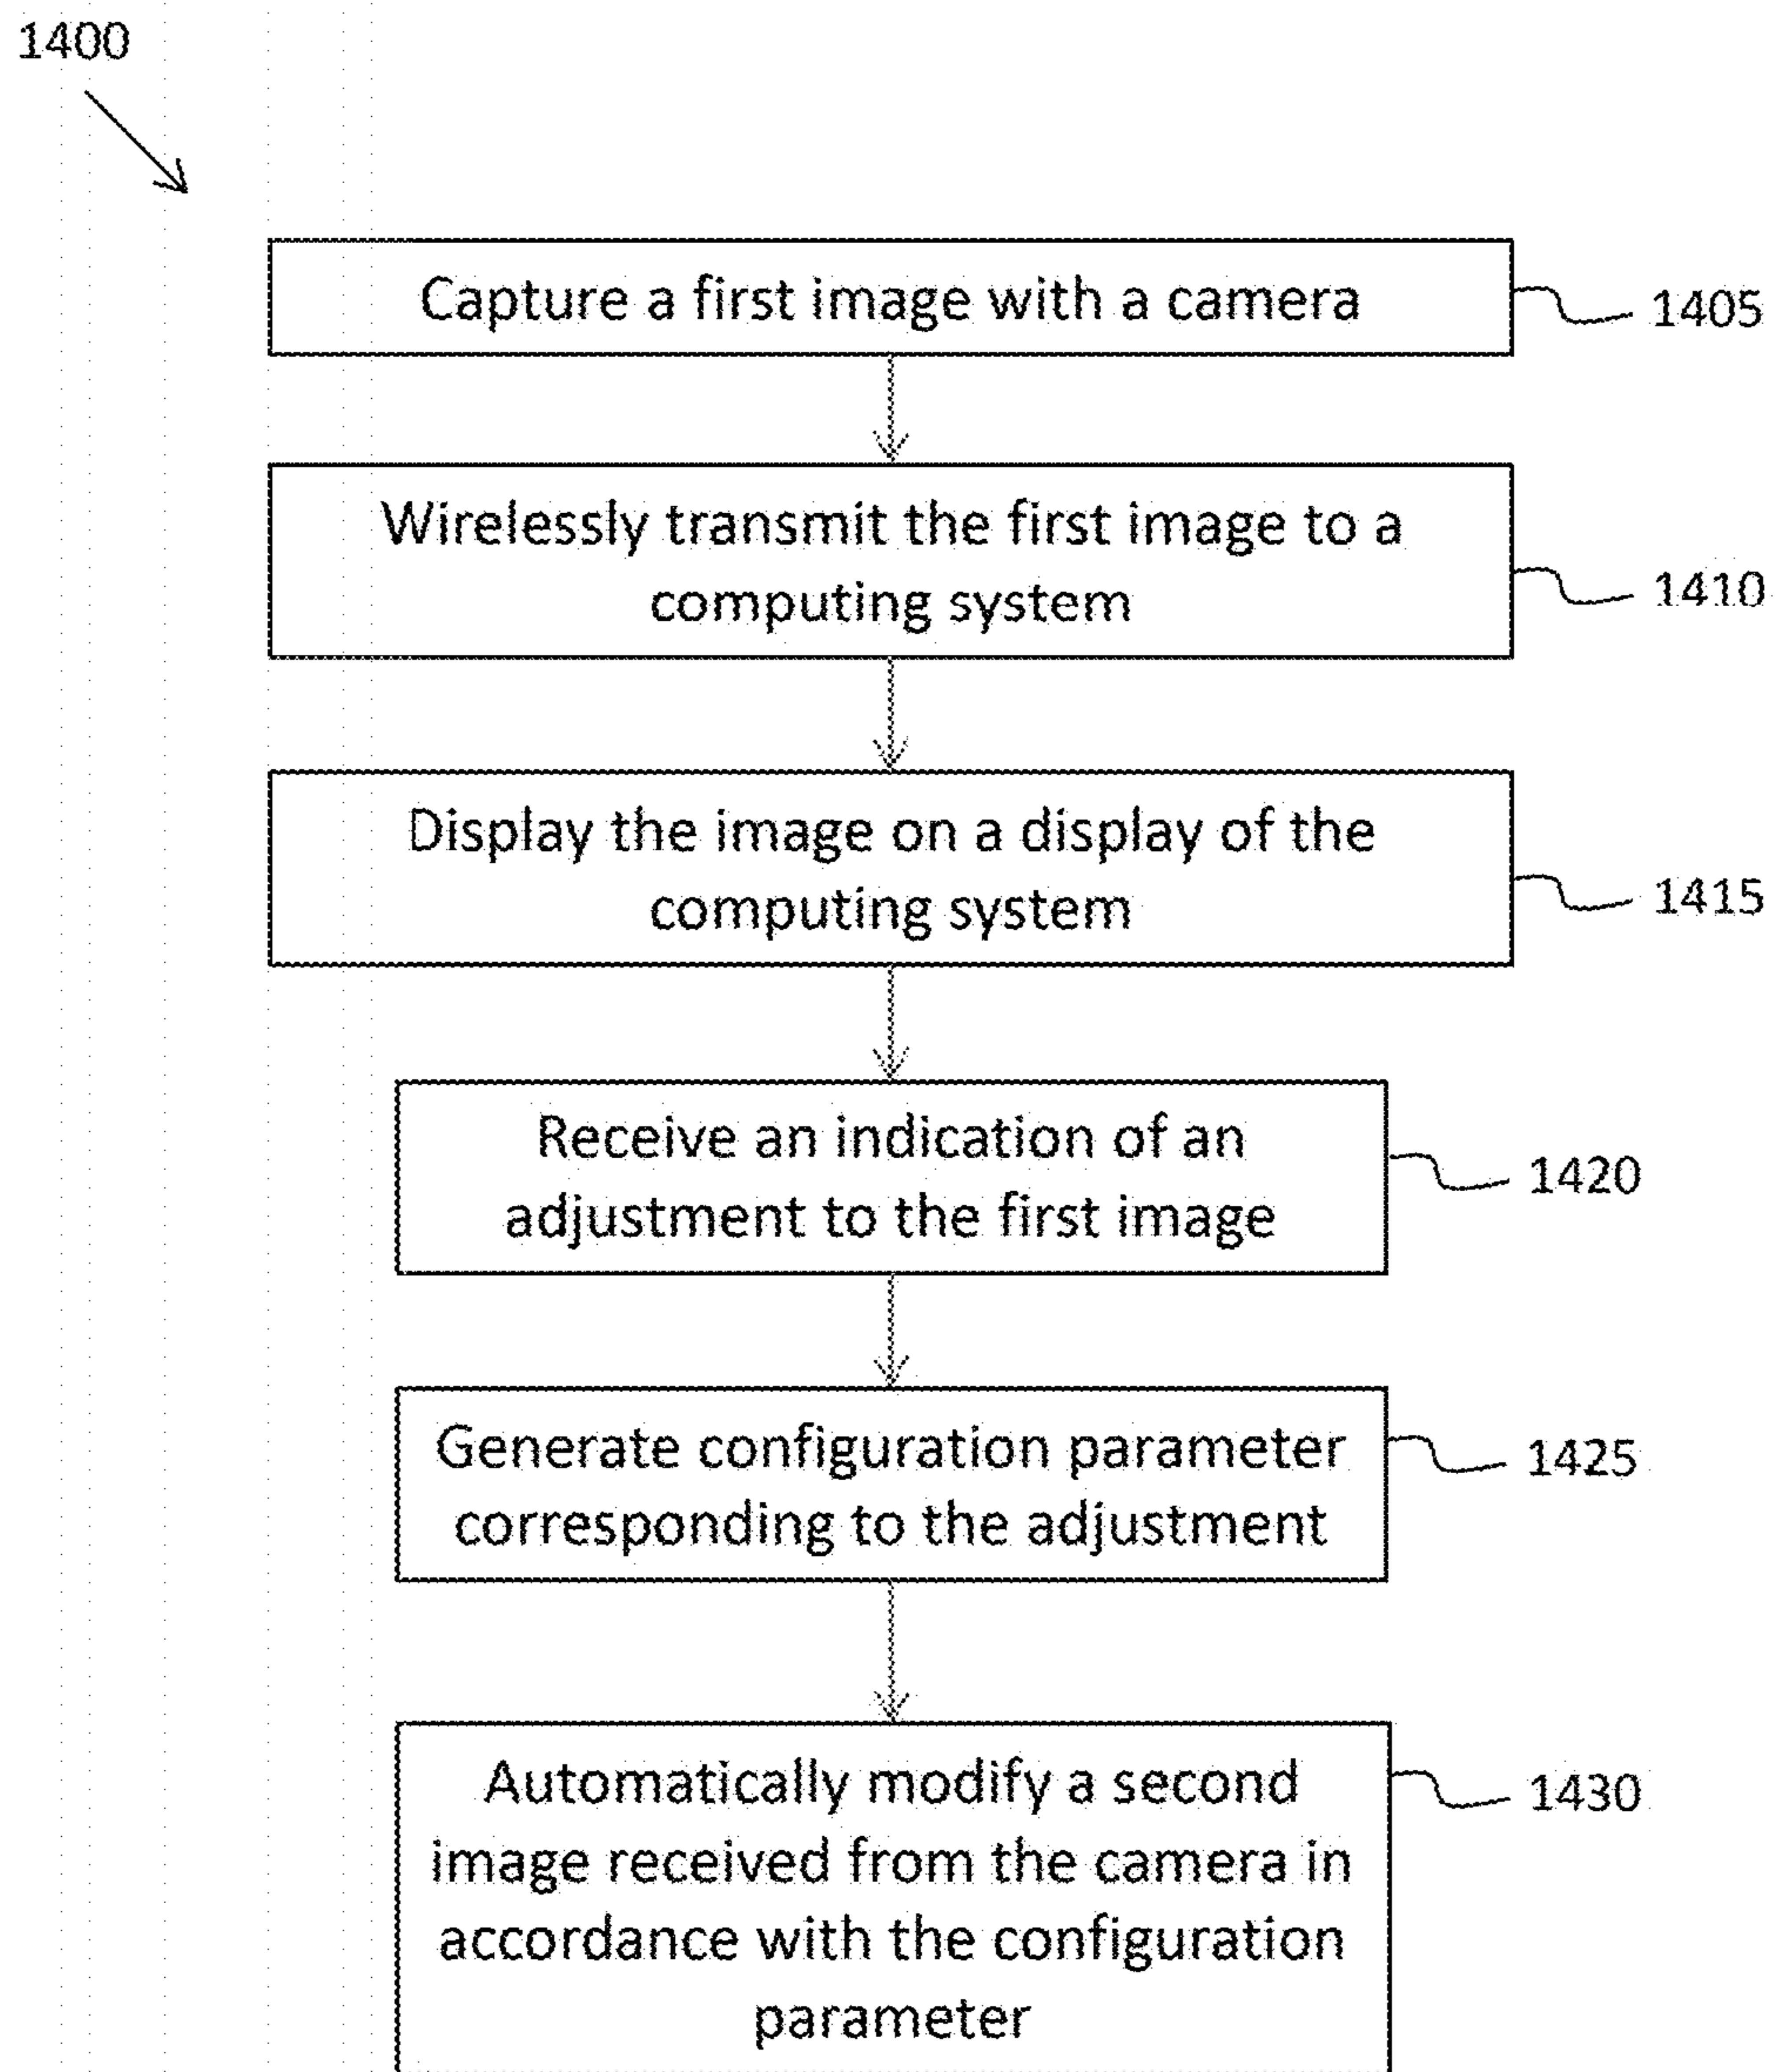 1400
Capture a first image with a camera
1405
Wirelessly transmit the first image to a
computing system
1410
Display the image on a display of the
computing system
1415
Receive an indication of an
adjustment to the first image
1420
Generate configuration parameter
corresponding to the adjustment
1425
Automatically modify a second
image received from the camera in
accordance with the configuration
parameter
1430